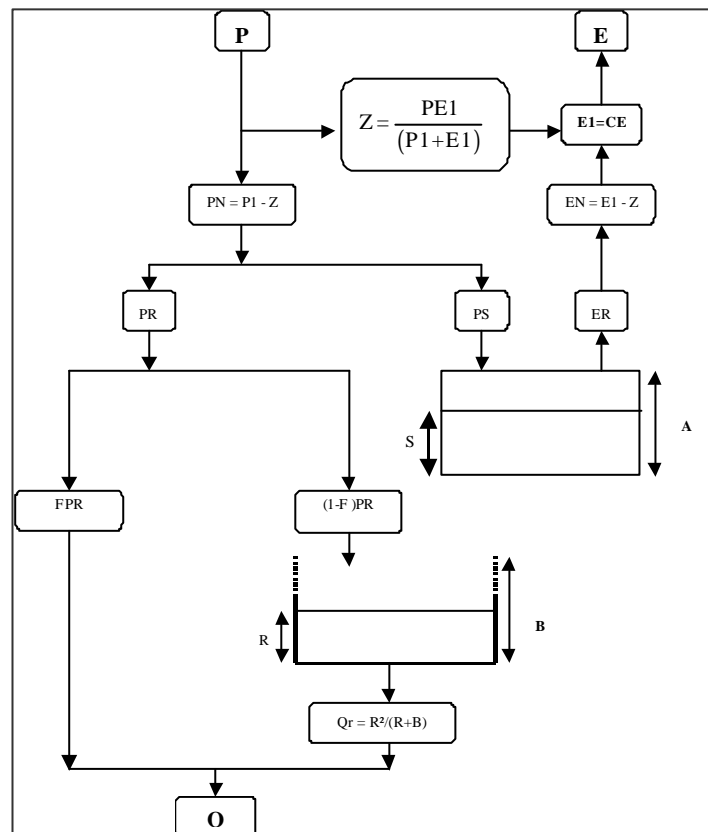 P
E
Z = PE1 / (P1+E1)
E1=CE
PN = P1 - Z
EN = E1 - Z
PR
PS
ER
A
S
FPR
(1-F )PR
B
R
Qr = R²/(R+B)
O